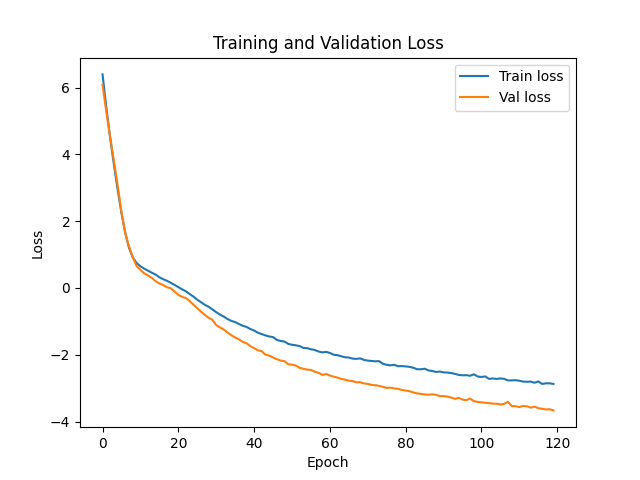 Training and Validation Loss
Train loss
Val loss
6
4
2
0
−2
−4
Loss
0 20 40 60 80 100 120
Epoch